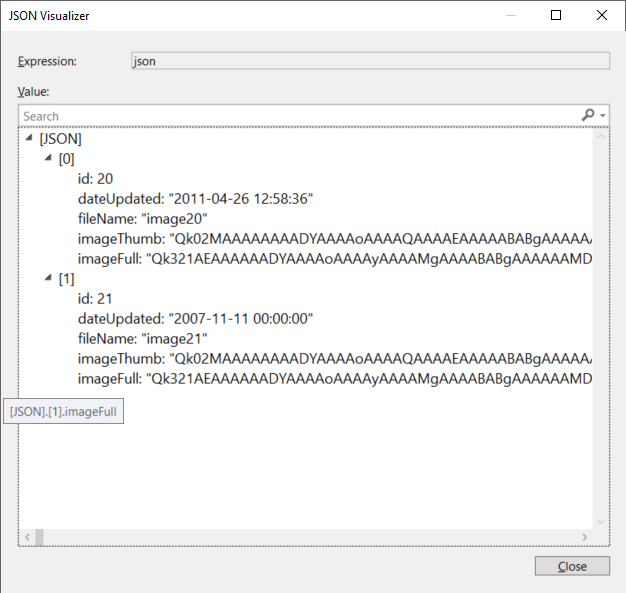 JSON Visualizer
Expression: json
Value:
Search
[JSON]
[0]
id: 20
dateUpdated: "2011-04-26 12:58:36"
fileName: "image20"
imageThumb: "Qk02MAAAAAAAADYAAAAoAAAAQAAAAEAAAAABABgAAAAAA
imageFull: "Qk321AEAAAAAADYAAAAoAAAAyAAAAMgAAAABABgAAAAAAMD
[1]
id: 21
dateUpdated: "2007-11-11 00:00:00"
fileName: "image21"
imageThumb: "Qk02MAAAAAAAADYAAAAoAAAAQAAAAEAAAAABABgAAAAAA
imageFull: "Qk321AEAAAAAADYAAAAoAAAAyAAAAMgAAAABABgAAAAAAMD
[JSON].[1].imageFull
Close